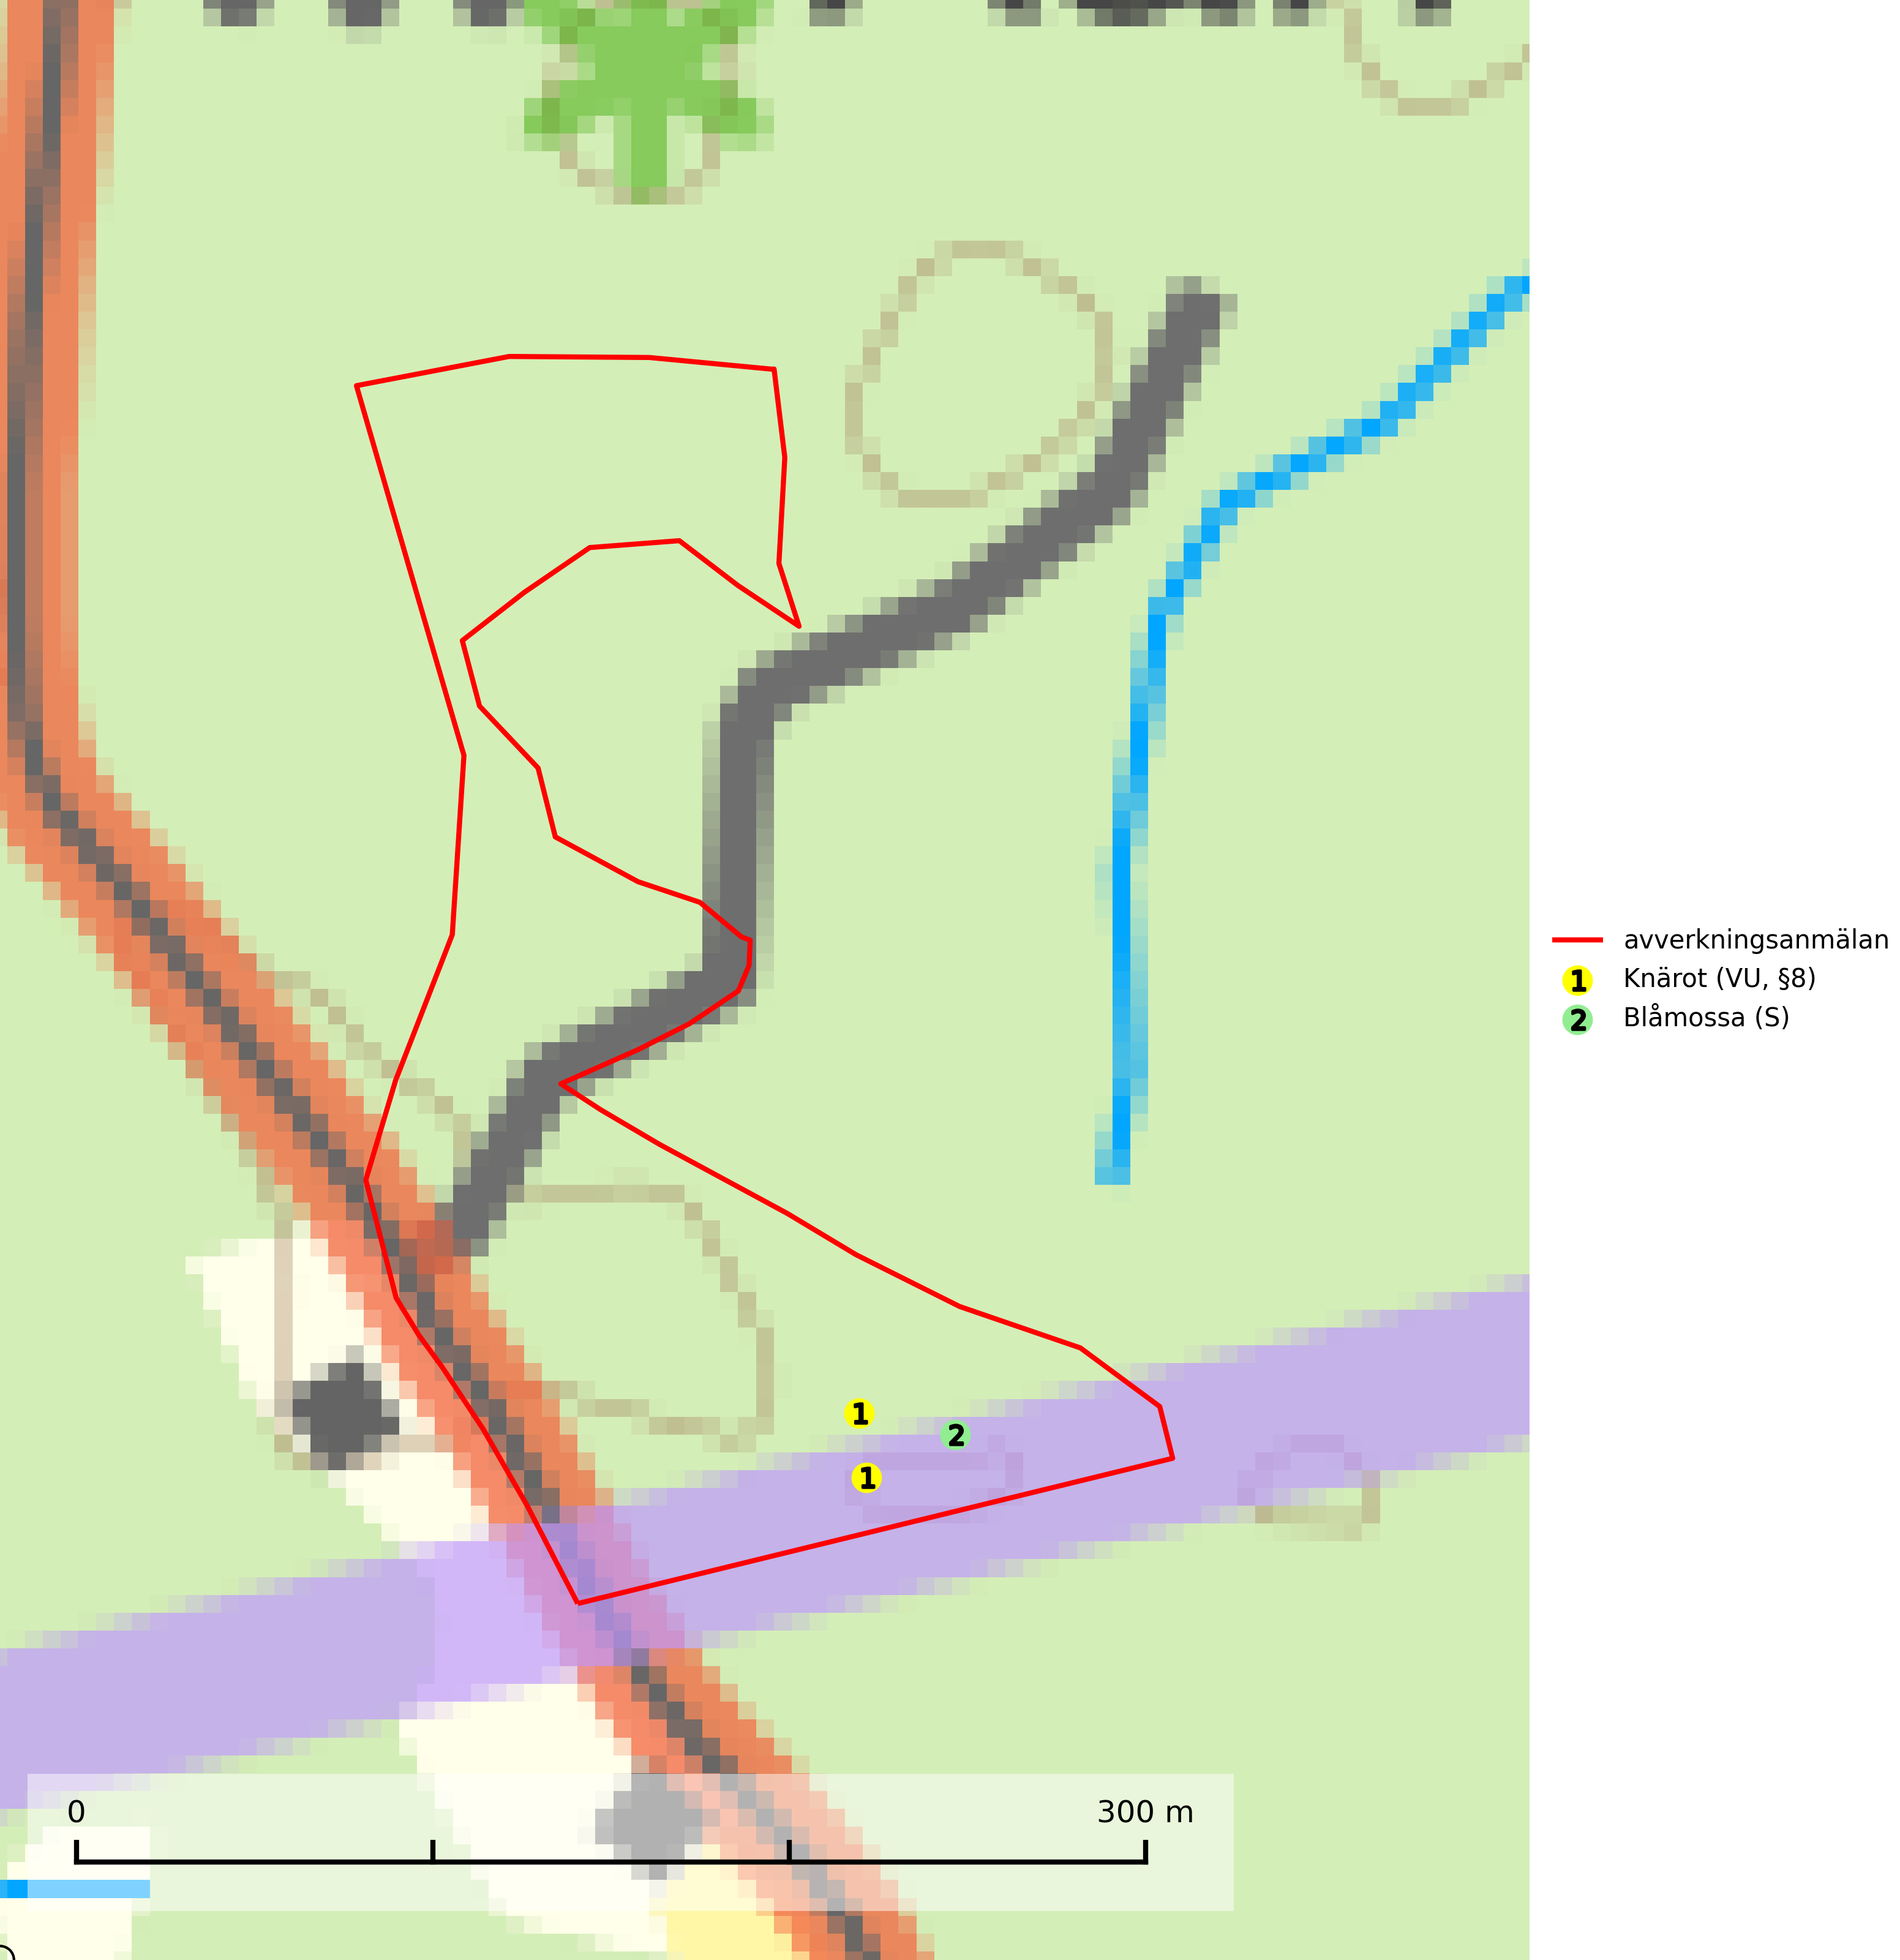 avverkningsanmälan
1 Knärot (VU, §8)
2 Blåmossa (S)
1
2
1
0 300 m